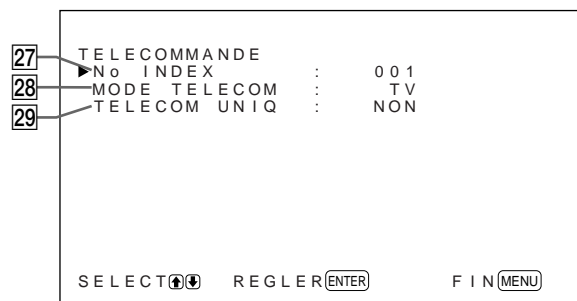 TELECOMMANDE
27 ▶No INDEX : 001
28 MODE TELECOM : TV
29 TELECOM UNIQ : NON
SELECT⬆⬇ REGLER ENTER FIN MENU